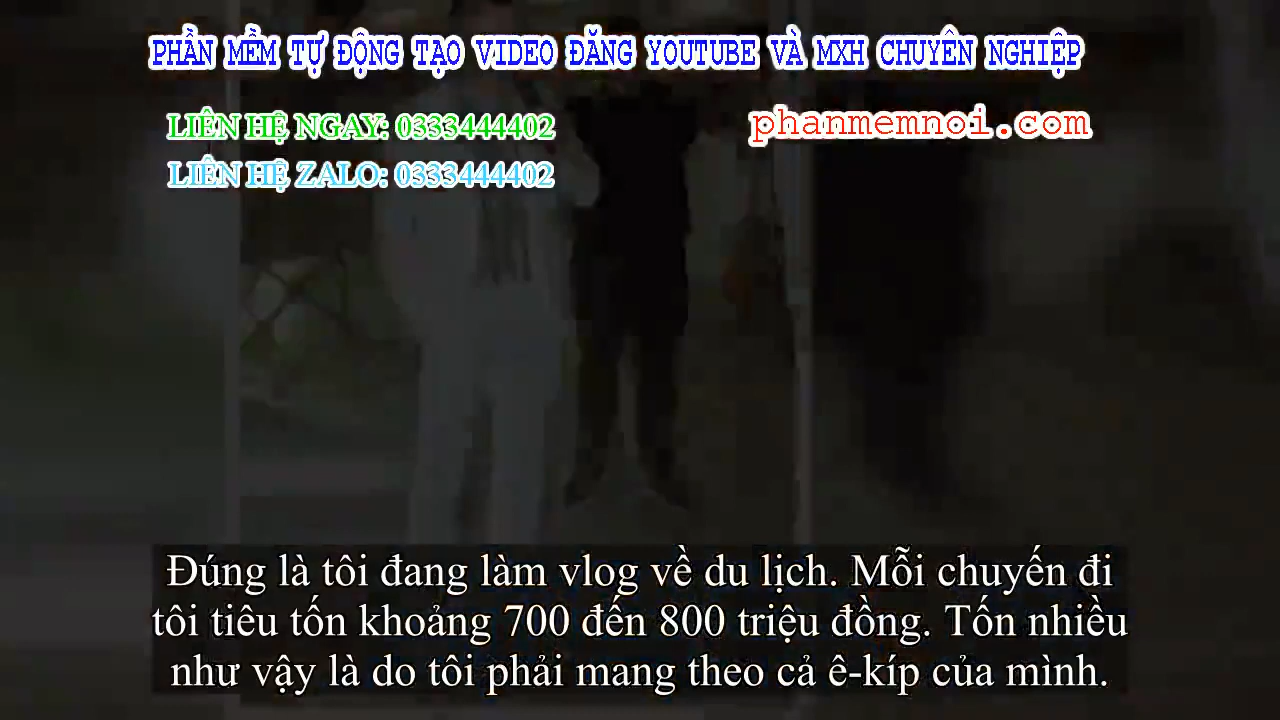 PHẦN MỀM TỰ ĐỘNG TẠO VIDEO ĐĂNG YOUTUBE VÀ MXH CHUYÊN NGHIỆP
LIÊN HỆ NGAY: 0333444402
phanmemnoi.com
LIÊN HỆ ZALO: 0333444402
Đúng là tôi đang làm vlog về du lịch. Mỗi chuyến đi
tôi tiêu tốn khoảng 700 đến 800 triệu đồng. Tốn nhiều
như vậy là do tôi phải mang theo cả ê-kíp của mình.